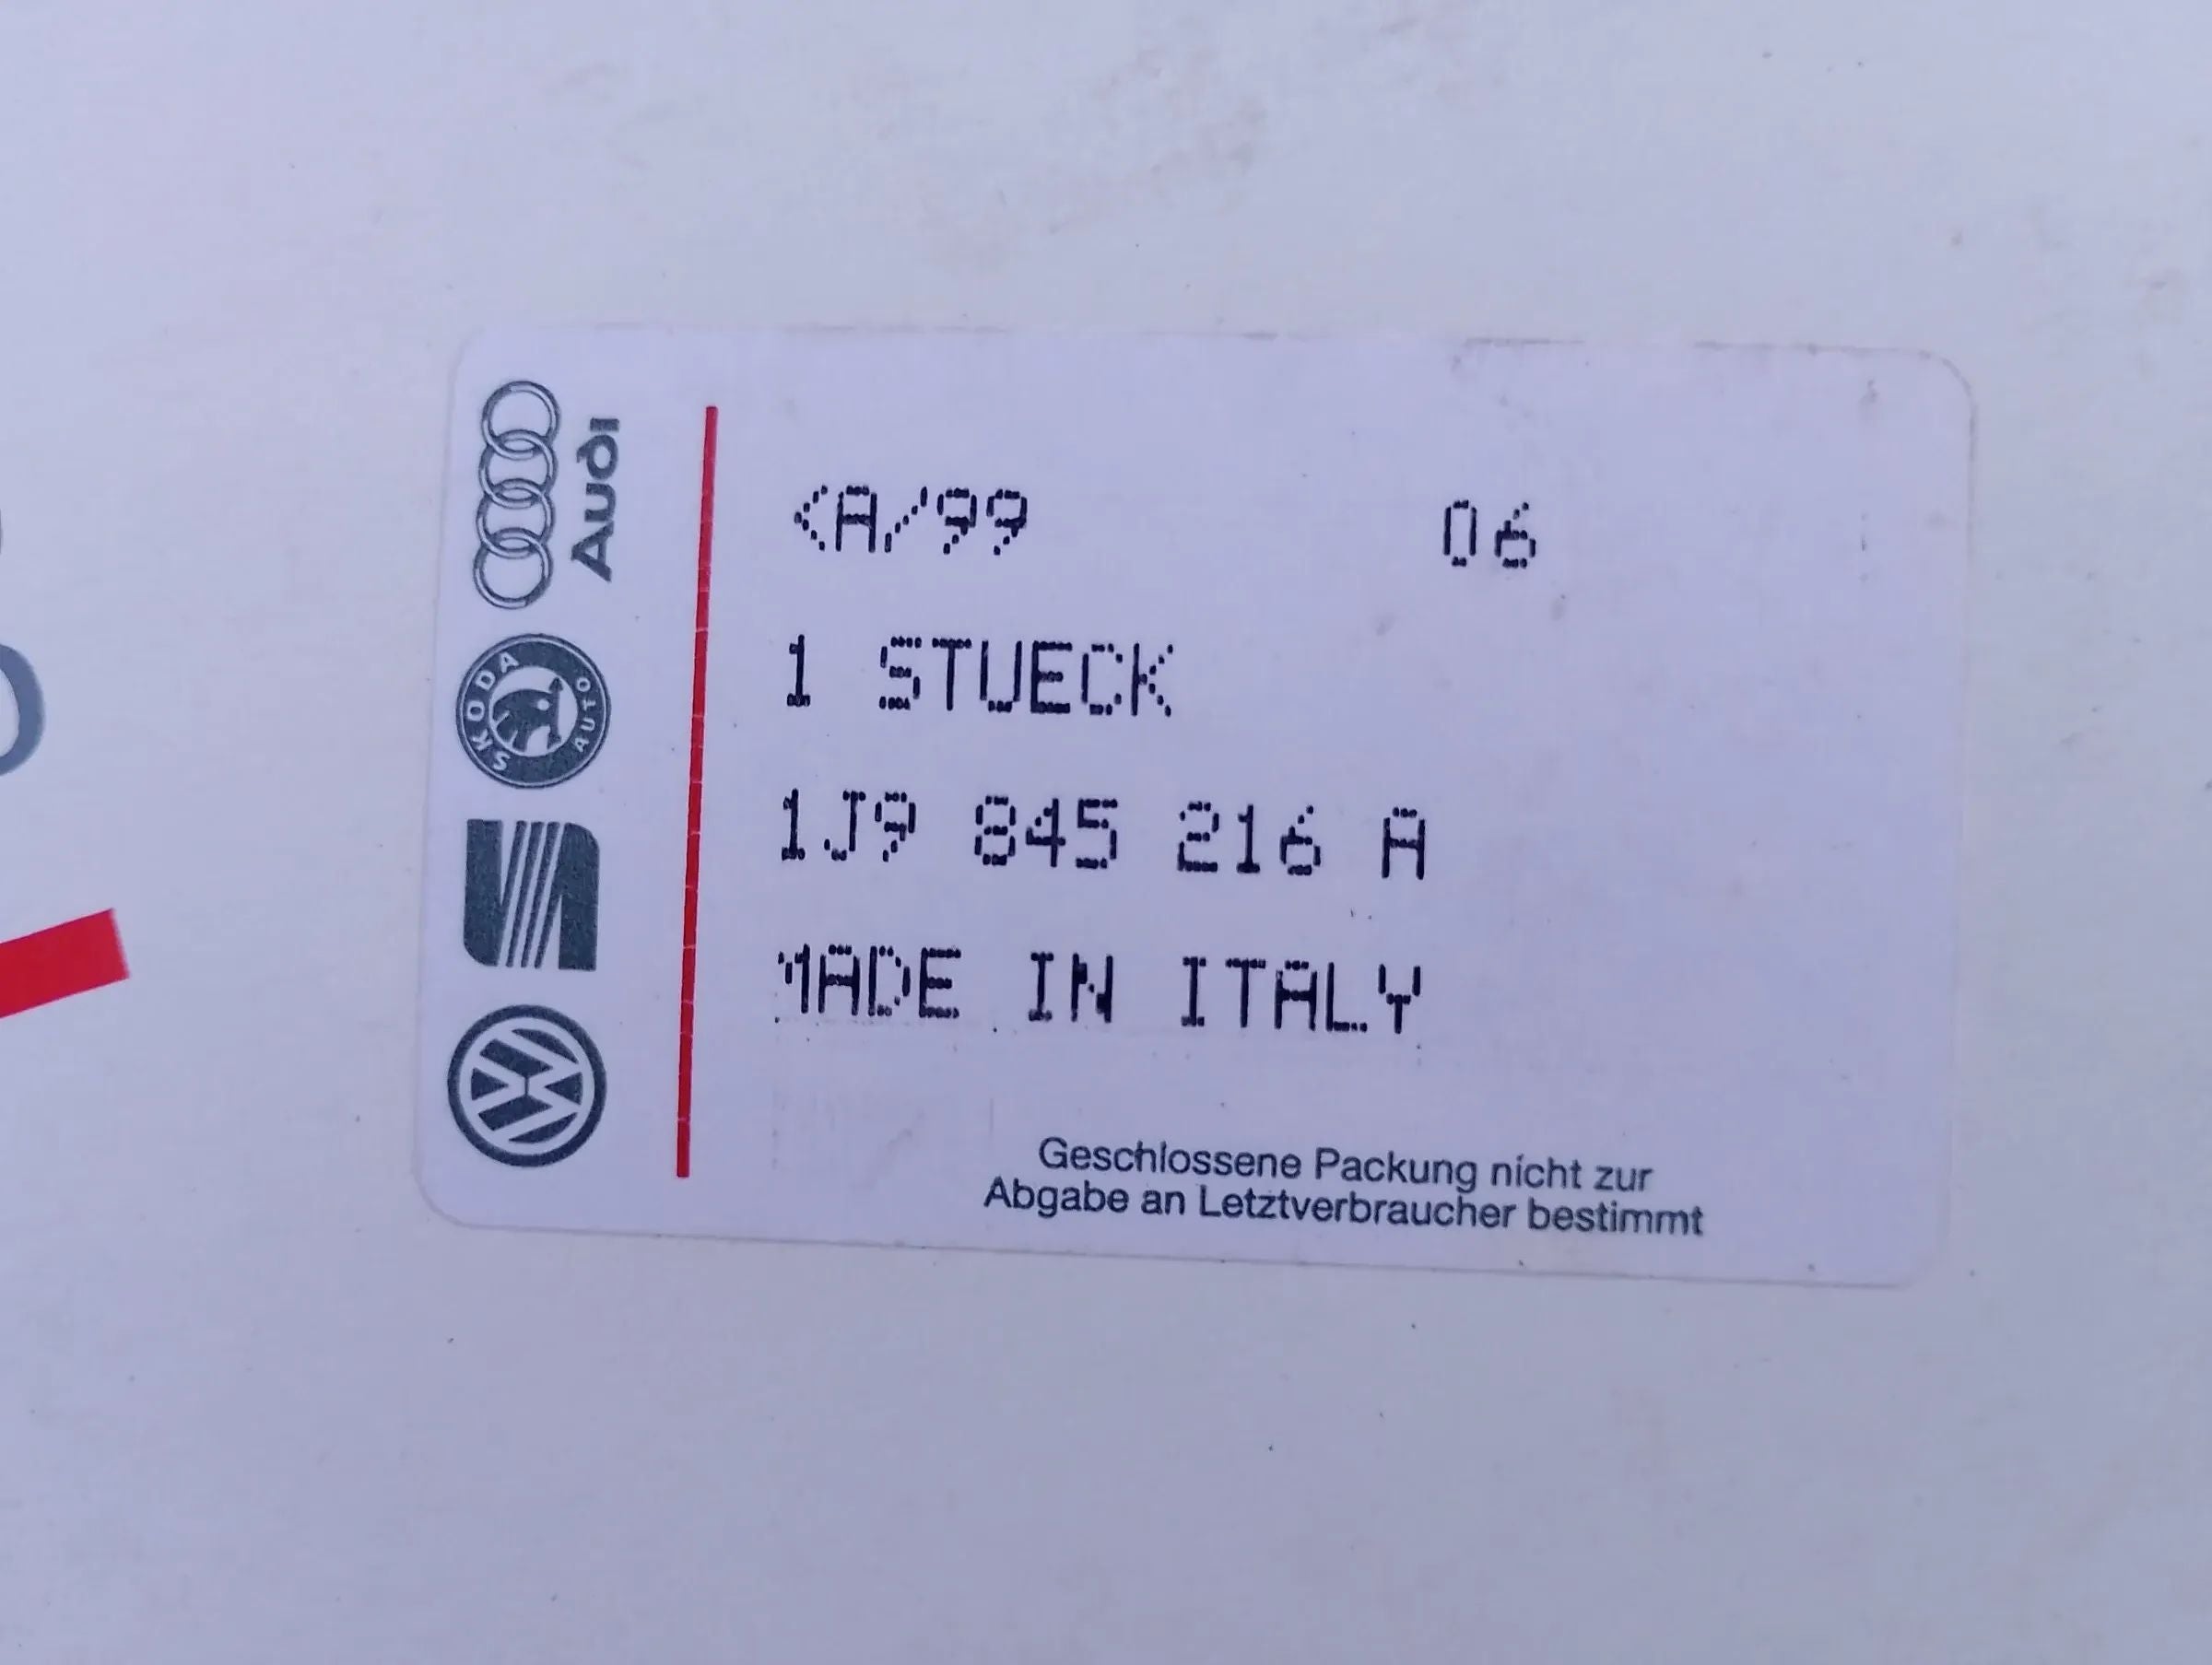 Audi
SKODA AUTO
<A/99 06
1 STUECK
1J9 845 216 A
MADE IN ITALY
Geschlossene Packung nicht zur
Abgabe an Letztverbraucher bestimmt